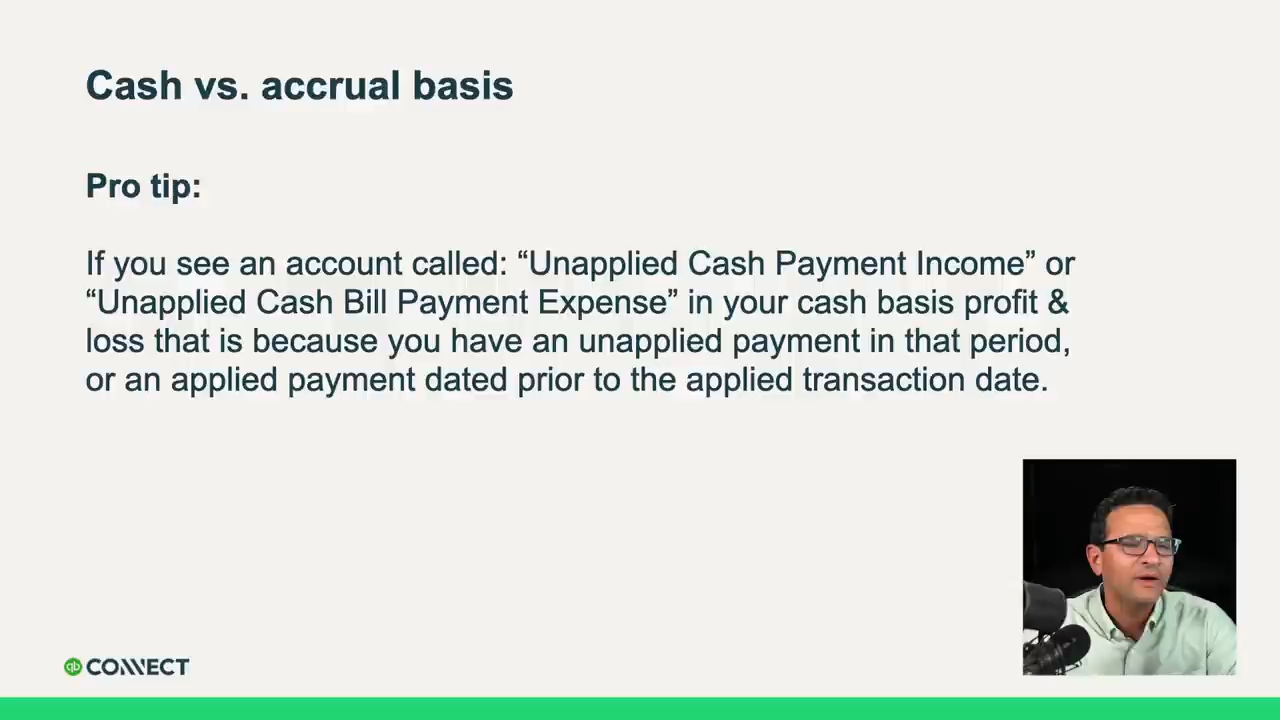 Cash vs. accrual basis
Pro tip:
If you see an account called: “Unapplied Cash Payment Income” or
“Unapplied Cash Bill Payment Expense” in your cash basis profit &
loss that is because you have an unapplied payment in that period,
or an applied payment dated prior to the applied transaction date.
qb CONNECT